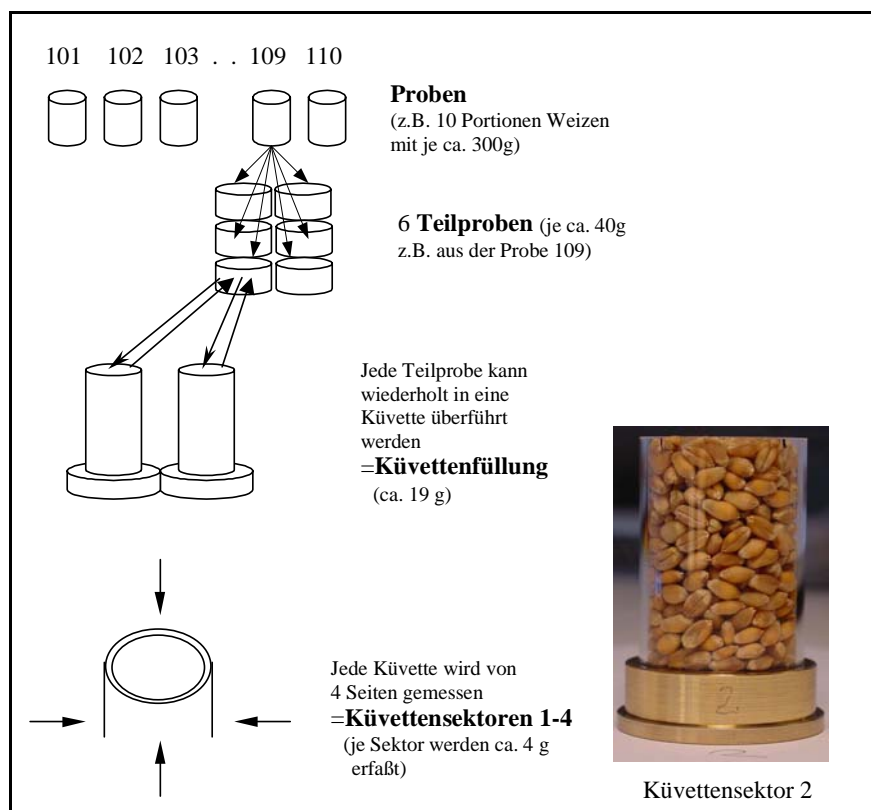 101 102 103 . . 109 110
Proben
(z.B. 10 Portionen Weizen
mit je ca. 300g)
6 Teilproben (je ca. 40g
z.B. aus der Probe 109)
Jede Teilprobe kann
wiederholt in eine
Küvette überführt
werden
=Küvettenfüllung
(ca. 19 g)
Jede Küvette wird von
4 Seiten gemessen
=Küvettensektoren 1-4
(je Sektor werden ca. 4 g
erfaßt)
2
Küvettensektor 2